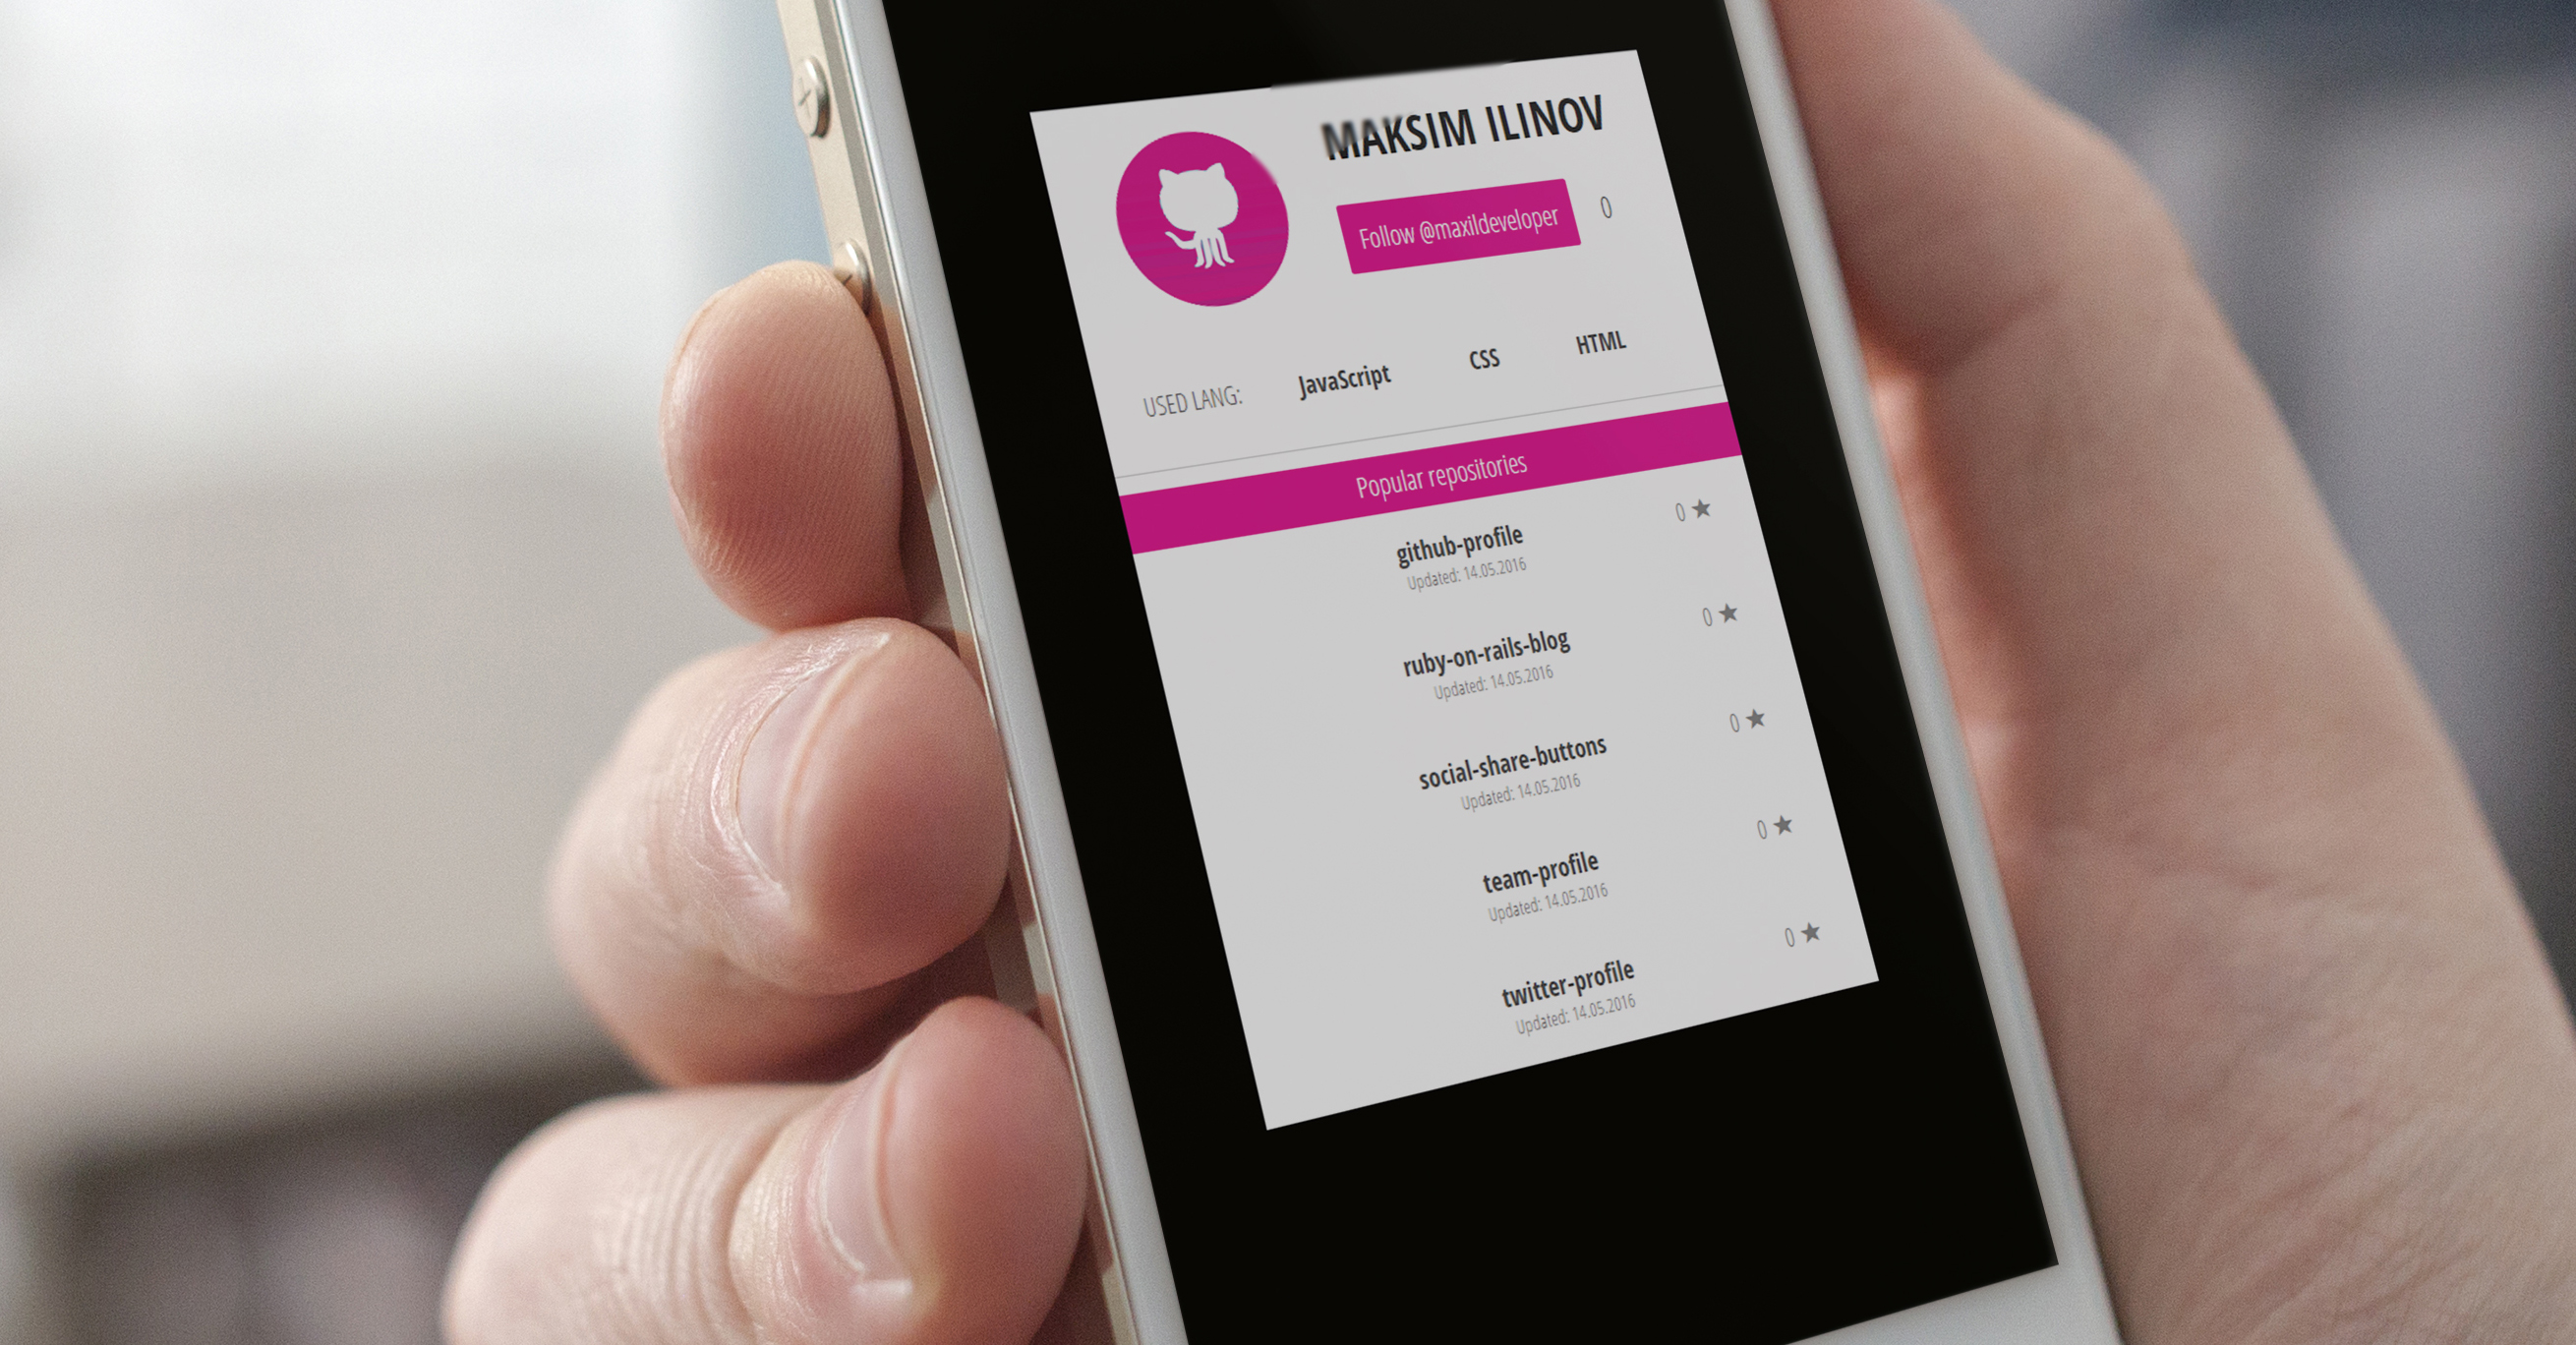 MAKSIM ILINOV
Follow @maxildeveloper 0
USED LANG: JavaScript CSS HTML
Popular repositories
github-profile 0 ★
Updated: 14.05.2016
ruby-on-rails-blog 0 ★
Updated: 14.05.2016
social-share-buttons 0 ★
Updated: 14.05.2016
team-profile 0 ★
Updated: 14.05.2016
twitter-profile 0 ★
Updated: 14.05.2016